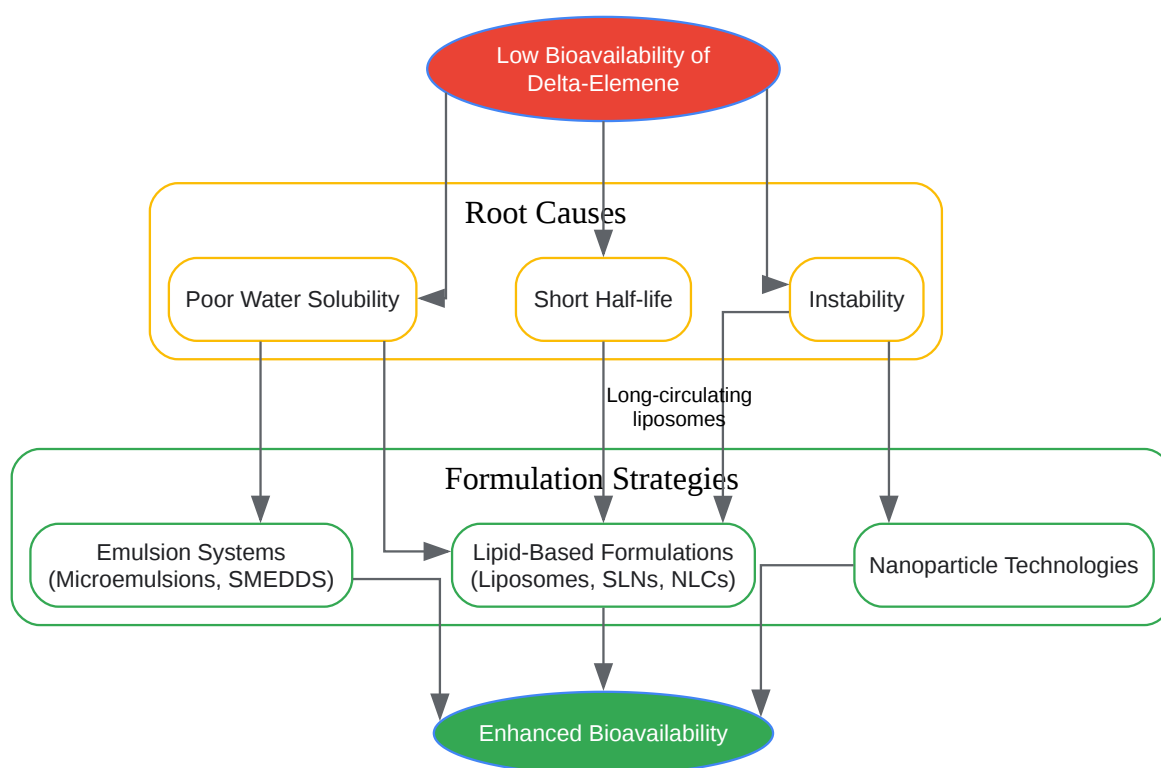 Low Bioavailability of
Delta-Elemene
Root Causes
Poor Water Solubility
Short Half-life
Instability
Long-circulating
liposomes
Formulation Strategies
Emulsion Systems
(Microemulsions, SMEDDS)
Lipid-Based Formulations
(Liposomes, SLNs, NLCs)
Nanoparticle Technologies
Enhanced Bioavailability